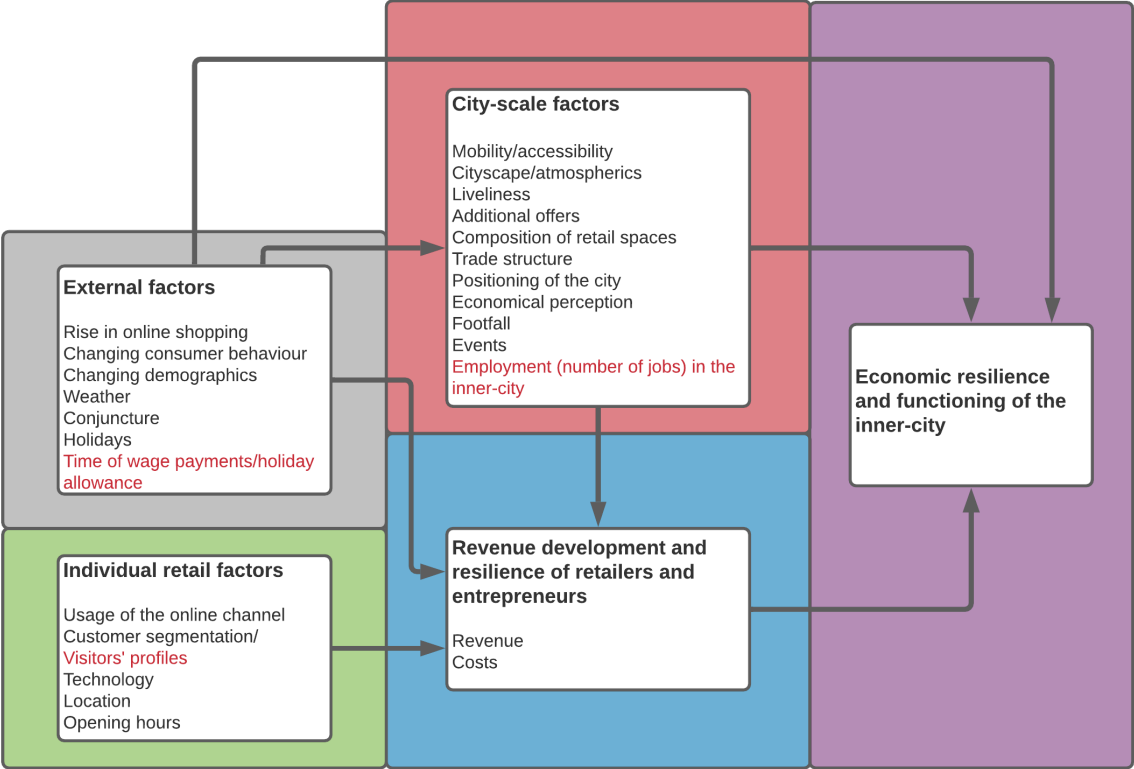 City-scale factors
Mobility/accessibility
Cityscape/atmospherics
Liveliness
Additional offers
Composition of retail spaces
Trade structure
Positioning of the city
Economical perception
Footfall
Events
Employment (number of jobs) in the
inner-city
External factors
Rise in online shopping
Changing consumer behaviour
Changing demographics
Weather
Conjuncture
Holidays
Time of wage payments/holiday
allowance
Economic resilience
and functioning of the
inner-city
Individual retail factors
Usage of the online channel
Customer segmentation/
Visitors' profiles
Technology
Location
Opening hours
Revenue development and
resilience of retailers and
entrepreneurs
Revenue
Costs